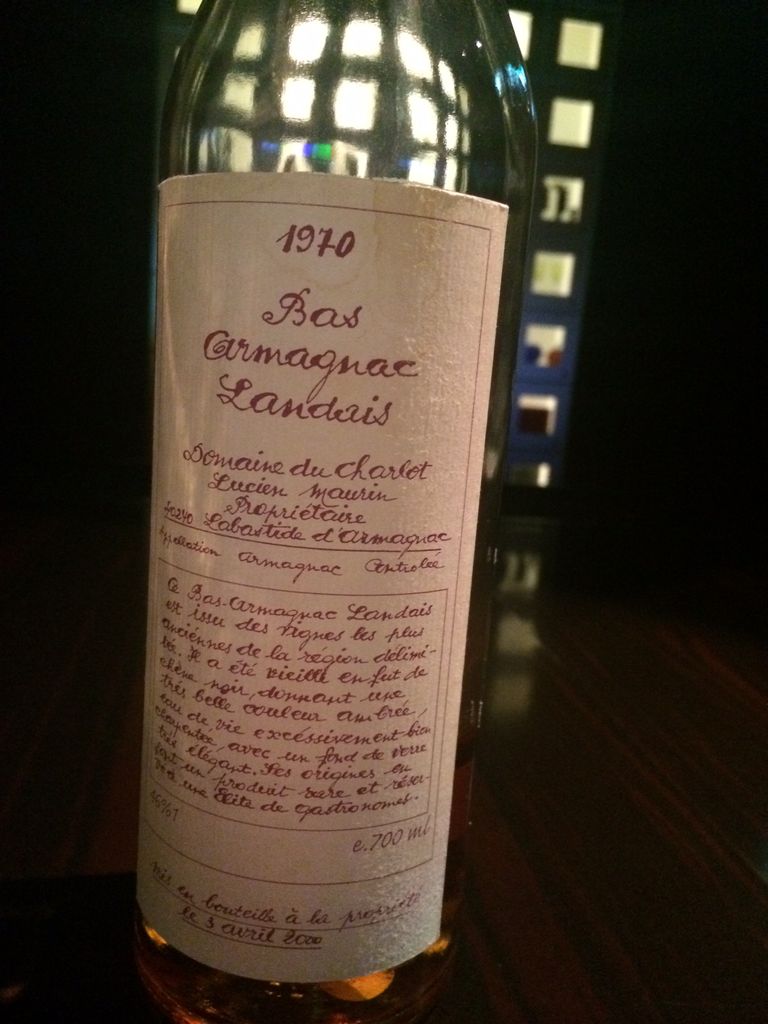 1970
Bas
Armagnac
Landais
Domaine du Charlot
Lucien Maurin
Propriétaire
40240 Labastide d'Armagnac
Appellation Armagnac Contrôlée
Ce Bas-Armagnac Landais
est issu des vignes les plus
anciennes de la région délimi-
tée. Il a été vieilli en fût de
chêne noir, donnant une
très belle couleur ambrée,
eau de vie excéssivement bien
charpentée, avec un fond de verre
très élégant. Ses origines en
font un produit rare et réser-
vé à une Elite de gastronomes.
e.700 ml
mis en bouteille à la propriété
le 3 avril 2000